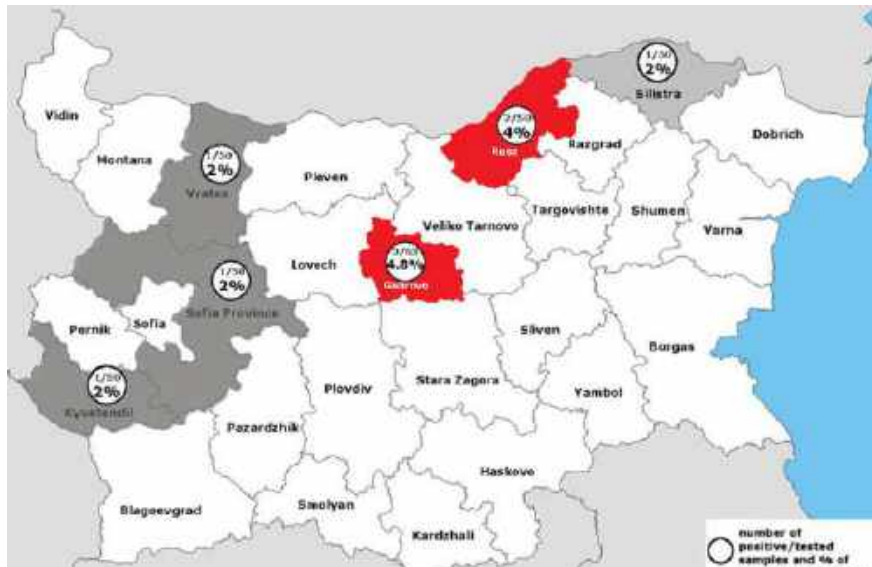 1/50
2%
Silistra
Vidin
2/50
4%
Dobrich
Montana
1/50
2%
Razgrad
Vratsa
Pleven
Targovishte
Shumen
Veliko Tarnovo
Varna
Lovech
4.8%
Gabrovo
1/50
2%
Sofia Province
Pernik
Sofia
Sliven
Burgas
1/50
2%
Kyustendil
Plovdiv
Stara Zagora
Yambol
Pazardzhik
Haskovo
Blagoevgrad
Smolyan
Kardzhali
number of
positive/tested
samples and % of